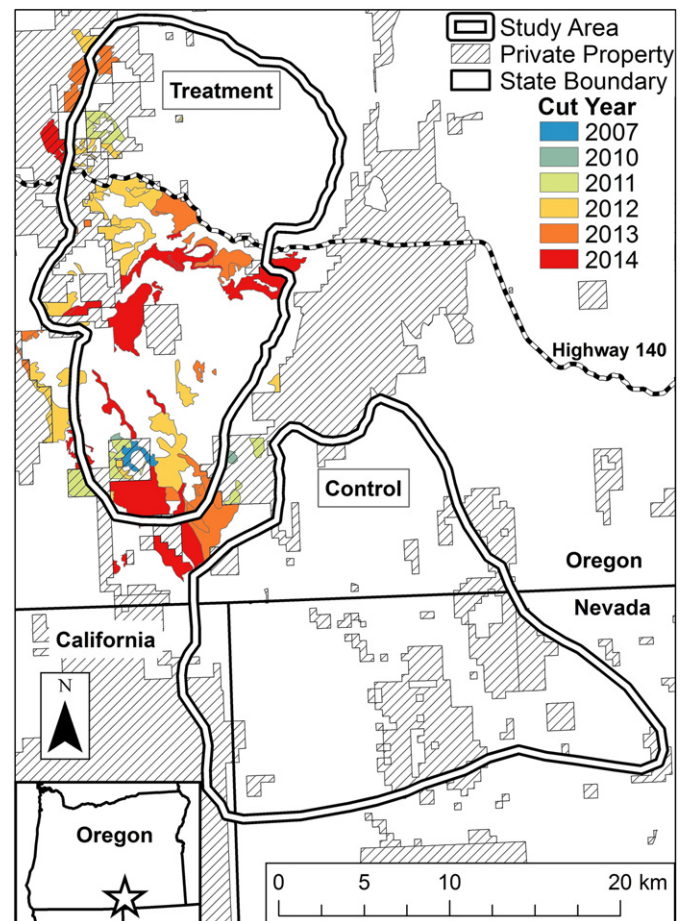 Study Area
Private Property
State Boundary
Treatment
Cut Year
2007
2010
2011
2012
2013
2014
Highway 140
Control
Oregon
Nevada
California
N
Oregon
0 5 10 20 km